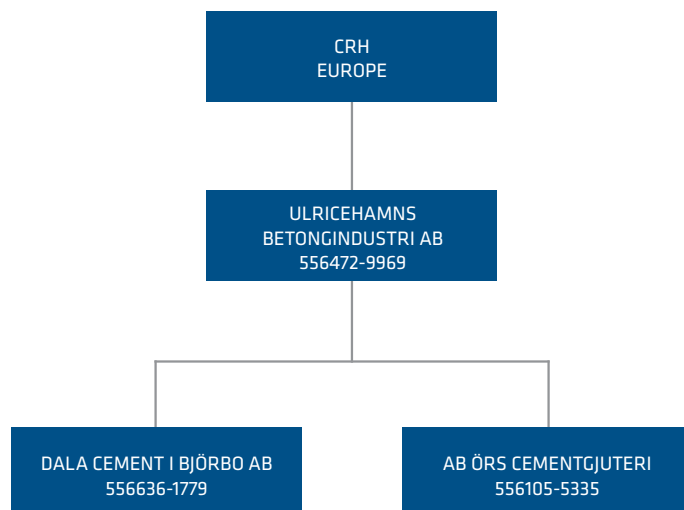 CRH
EUROPE
ULRICEHAMNS
BETONGINDUSTRI AB
556472-9969
DALA CEMENT I BJÖRBO AB
556636-1779
AB ÖRS CEMENTGJUTERI
556105-5335